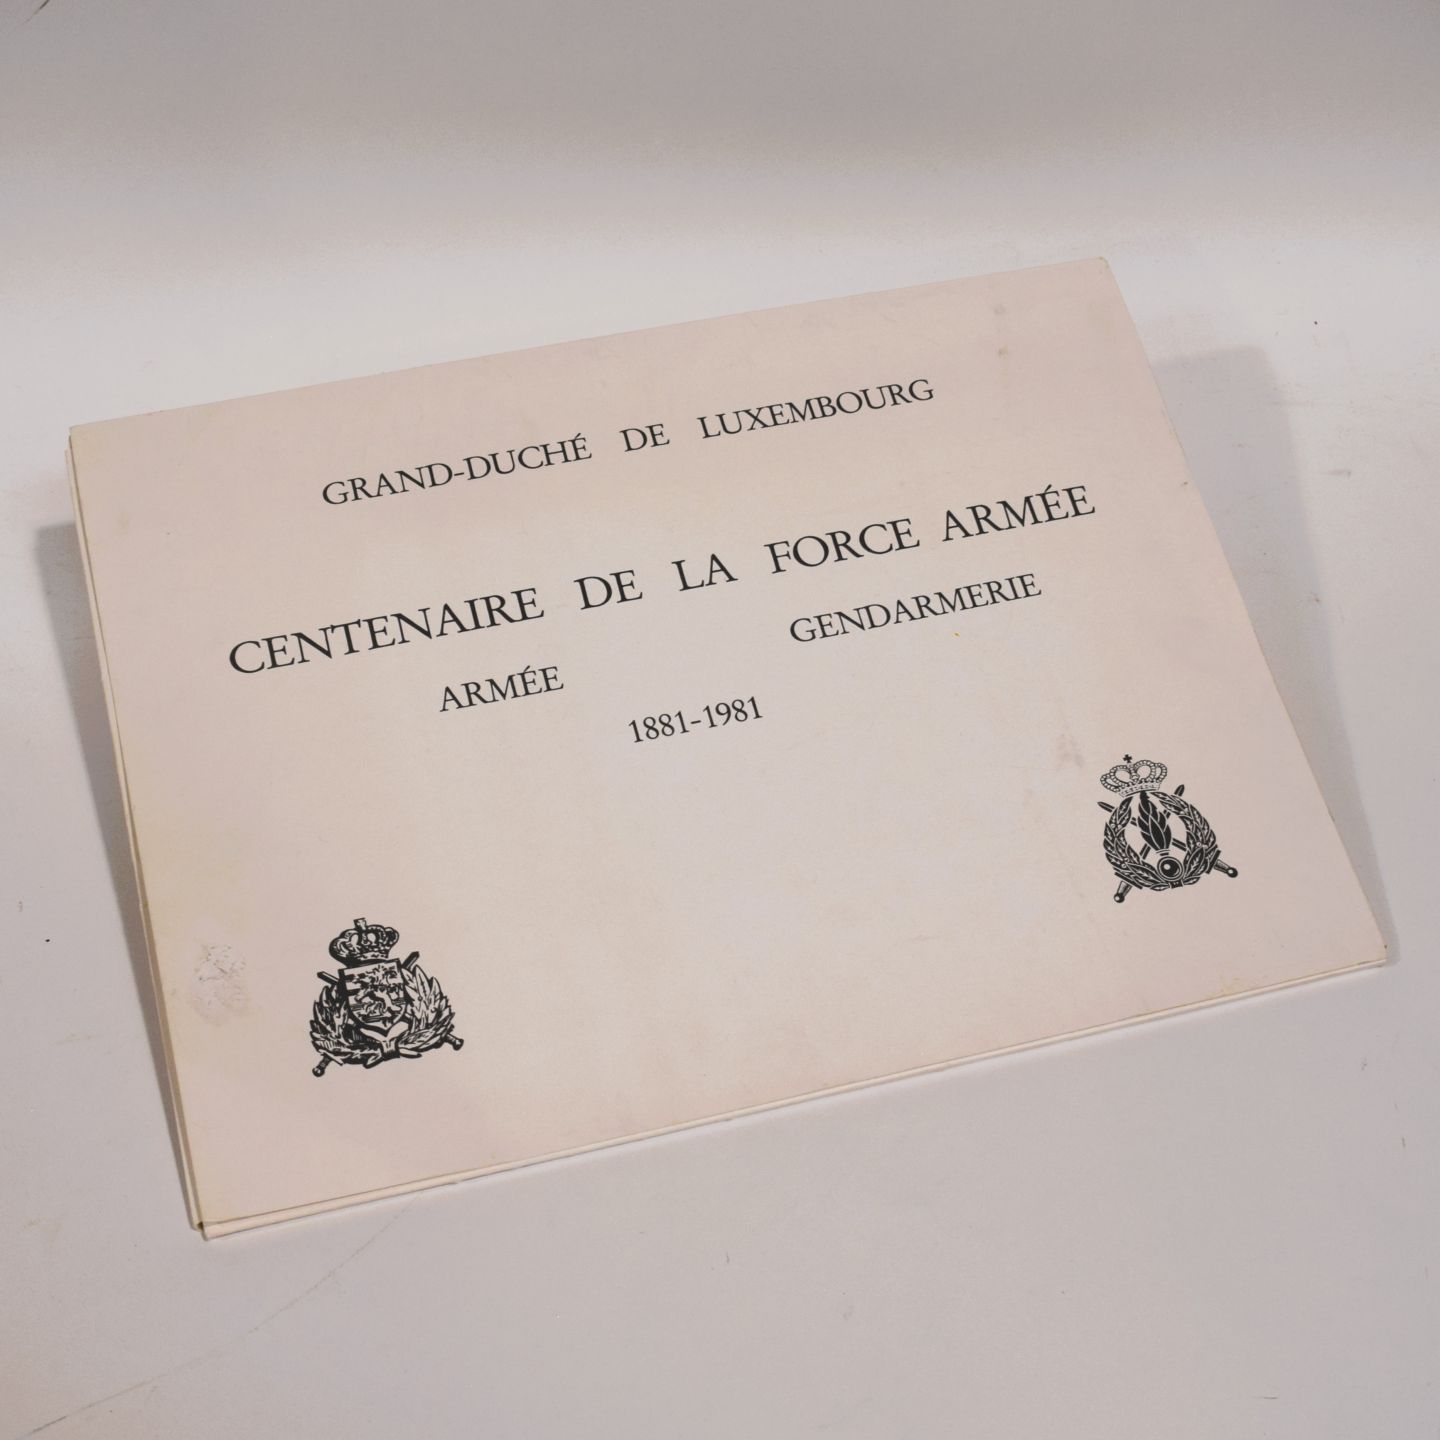 GRAND-DUCHÉ DE LUXEMBOURG
CENTENAIRE DE LA FORCE ARMÉE
ARMÉE GENDARMERIE
1881-1981